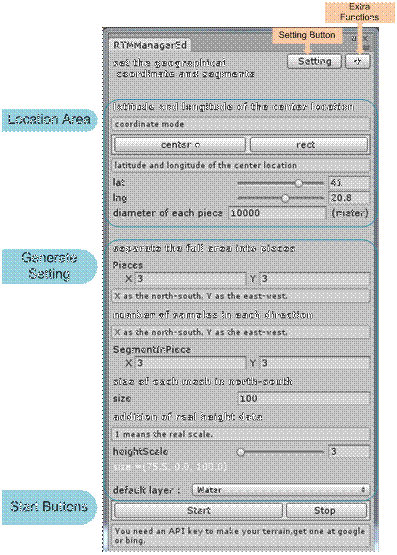 Extra
Functions
Setting Button
RTMManagerEd
set the geographical
coordinate and segments
Setting
Location Area
latitude and longitude of the center location
coordinate mode
center o
rect
latitude and longitude of the center location
lat
41
lng
20.8
diameter of each piece
10000
(meter)
Generate
Setting
separate the full area into pieces
Pieces
X 3
Y 3
X as the north-south, Y as the east-west.
number of samples in each direction
X as the north-south, Y as the east-west.
SegmentInPiece
X 3
Y 3
size of each mesh in north-south
size
100
addition of real height data
1 means the real scale.
heightScale
3
size =(75.5, 0.0, 100.0)
default layer :
Water
Start Buttons
Start
Stop
You need an API key to make your terrain,get one at google
or bing.